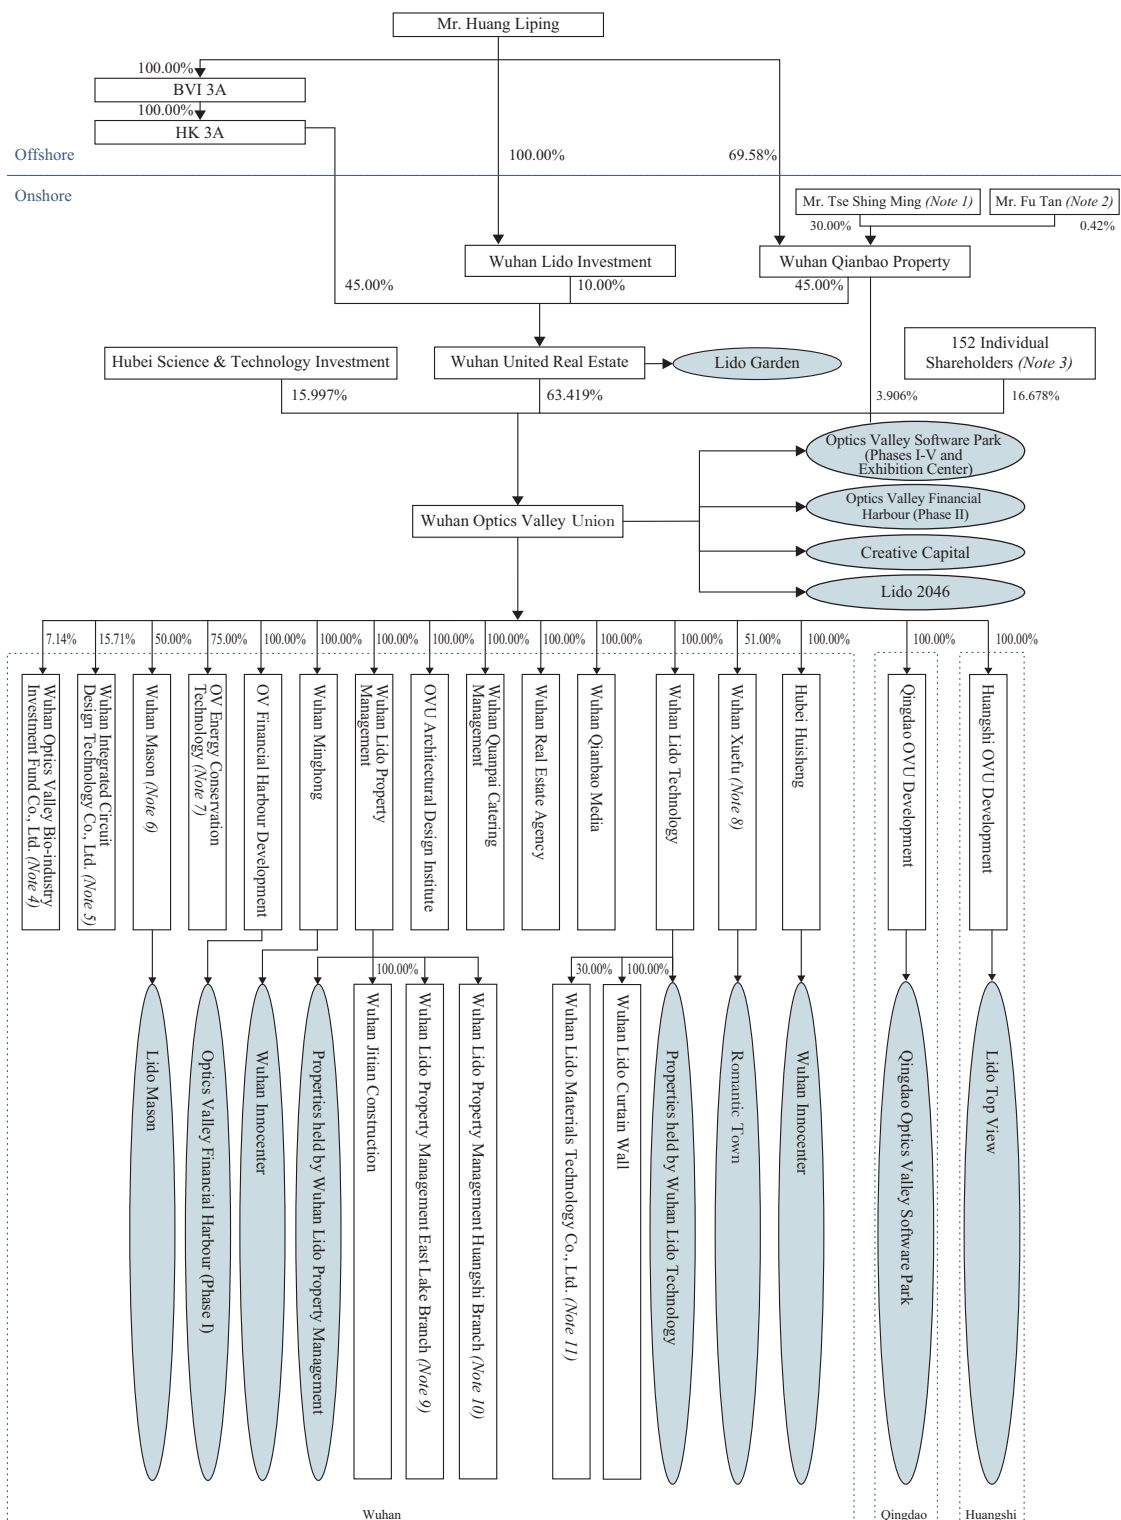 Mr. Huang Liping
100.00%
BVI 3A
100.00%
HK 3A
Offshore
100.00%
69.58%
Onshore
Mr. Tse Shing Ming (Note 1)
Mr. Fu Tan (Note 2)
30.00%
0.42%
Wuhan Lido Investment
Wuhan Qianbao Property
45.00%
10.00%
45.00%
Hubei Science & Technology Investment
Wuhan United Real Estate
Lido Garden
152 Individual
Shareholders (Note 3)
15.997%
63.419%
3.906%
16.678%
Optics Valley Software Park
(Phases I-V and
Exhibition Center)
Optics Valley Financial
Harbour (Phase II)
Wuhan Optics Valley Union
Creative Capital
Lido 2046
7.14%
15.71%
50.00%
75.00%
100.00%
100.00%
100.00%
100.00%
100.00%
100.00%
100.00%
100.00%
51.00%
100.00%
100.00%
100.00%
Wuhan Optics Valley Bio-industry
Investment Fund Co., Ltd. (Note 4)
Wuhan Integrated Circuit
Design Technology Co., Ltd. (Note 5)
Wuhan Mason (Note 6)
OV Energy Conservation
Technology (Note 7)
OV Financial Harbour Development
Wuhan Minghong
Wuhan Lido Property
Management
OVU Architectural Design Institute
Wuhan Quanpai Catering
Management
Wuhan Real Estate Agency
Wuhan Qianbao Media
Wuhan Lido Technology
Wuhan Xuefu (Note 8)
Hubei Huisheng
Qingdao OVU Development
Huangshi OVU Development
100.00%
30.00%
100.00%
Lido Mason
Optics Valley Financial Harbour (Phase I)
Wuhan Innocenter
Properties held by Wuhan Lido Property Management
Wuhan Jitian Construction
Wuhan Lido Property Management East Lake Branch (Note 9)
Wuhan Lido Property Management Huangshi Branch (Note 10)
Wuhan Lido Materials Technology Co., Ltd. (Note 11)
Wuhan Lido Curtain Wall
Properties held by Wuhan Lido Technology
Romantic Town
Wuhan Innocenter
Qingdao Optics Valley Software Park
Lido Top View
Wuhan
Qingdao
Huangshi